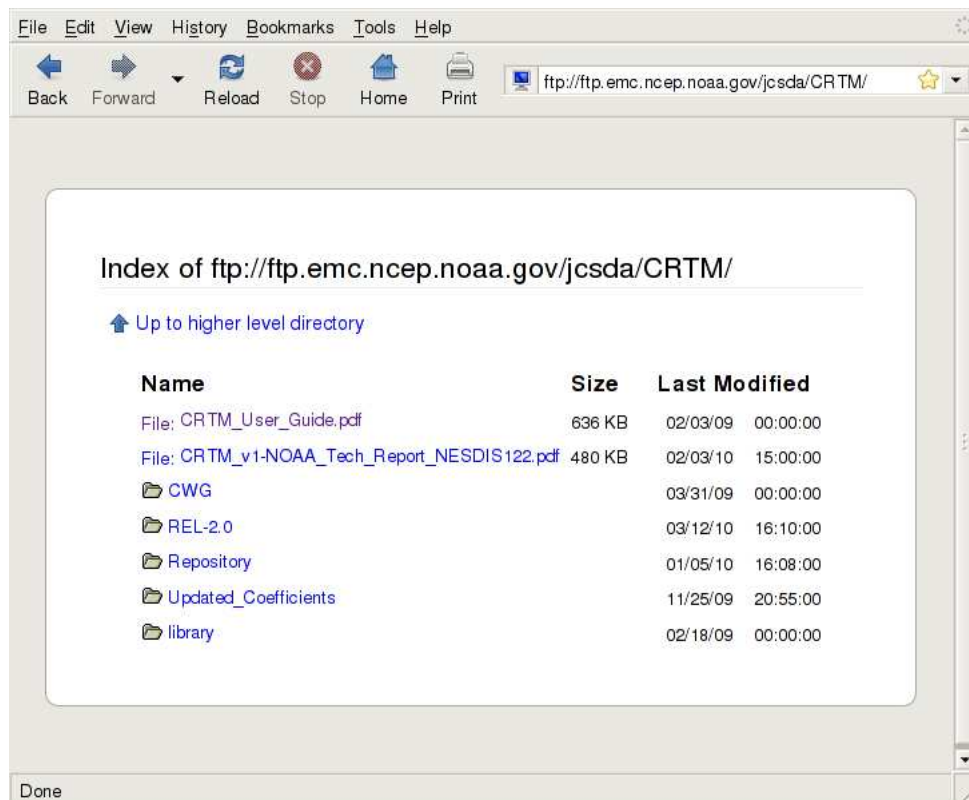 File Edit View History Bookmarks Tools Help
Back Forward Reload Stop Home Print ftp://ftp.emc.ncep.noaa.gov/jcsda/CRTM/
Index of ftp://ftp.emc.ncep.noaa.gov/jcsda/CRTM/
Up to higher level directory
Name Size Last Modified
File: CRTM_User_Guide.pdf 636 KB 02/03/09 00:00:00
File: CRTM_v1-NOAA_Tech_Report_NESDIS122.pdf 480 KB 02/03/10 15:00:00
CWG 03/31/09 00:00:00
REL-2.0 03/12/10 16:10:00
Repository 01/05/10 16:08:00
Updated_Coefficients 11/25/09 20:55:00
library 02/18/09 00:00:00
Done